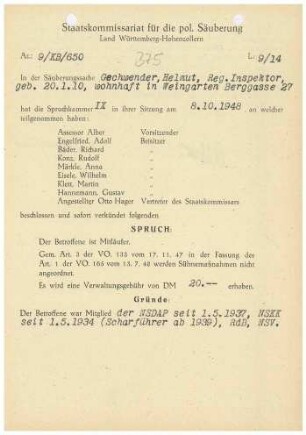 Staatskommissariat für die pol. Säuberung
Land Württemberg-Hohenzollern
Az.: 9/KB/650 375 L: 9/14
In der Säuberungssache Gschwender, Helmut, Reg.Inspektor,
geb. 20.1.10, wohnhaft in Weingarten Berggasse 27
hat die Spruchkammer IX in ihrer Sitzung am 8.10.1948 an welcher
teilgenommen haben:
Assessor Alber Vorsitzender
Engelfried, Adolf Beisitzer
Bäder, Richard „
Konz, Rudolf „
Märkle, Anna „
Eisele, Wilhelm „
Klett, Martin „
Hannemann, Gustav „
Angestellter Otto Hager Vertreter des Staatskommissars
beschlossen und sofort verkündet folgenden
SPRUCH:
Der Betroffene ist Mitläufer.
Gem. Art. 3 der VO. 133 vom 17. 11. 47 in der Fassung des
Art. 1 der VO. 165 vom 13. 7. 48 werden Sühnemaßnahmen nicht
angeordnet.
Es wird eine Verwaltungsgebühr von DM 20.-- erhoben.
Gründe:
Der Betroffene war Mitglied der NSDAP seit 1.5.1937, NSKK
seit 1.5.1934 (Scharführer ab 1939), RdB, NSV.